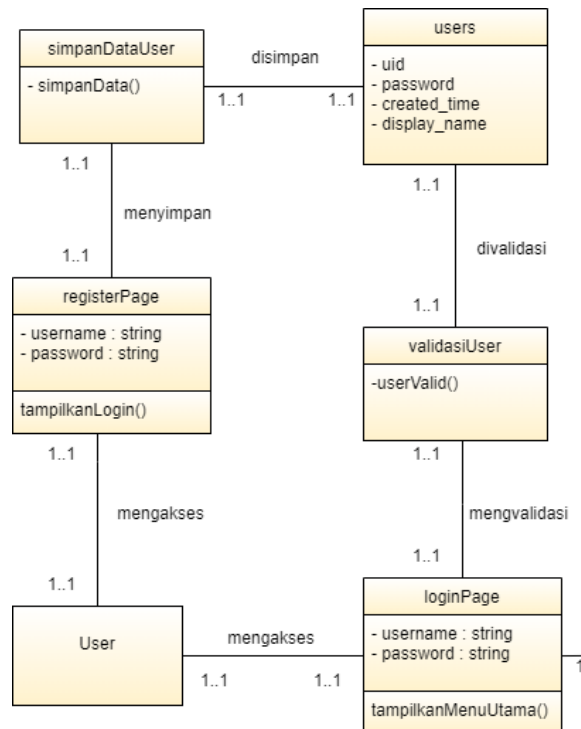 simpanDataUser
- simpanData()
disimpan
1..1
1..1
users
- uid
- password
- created_time
- display_name
1..1
menyimpan
1..1
1..1
divalidasi
1..1
registerPage
- username : string
- password : string
tampilkanLogin()
validasiUser
-userValid()
1..1
mengakses
1..1
1..1
mengvalidasi
1..1
User
mengakses
1..1
1..1
loginPage
- username : string
- password : string
tampilkanMenuUtama()